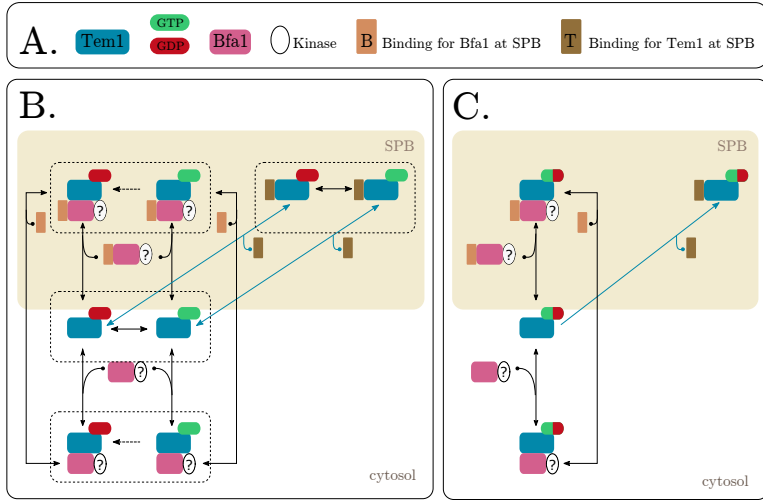 A.
Tem1
GTP
GDP
Bfa1
Kinase
B
Binding for Bfa1 at SPB
T
Binding for Tem1 at SPB
B.
SPB
?
?
?
?
?
?
cytosol
C.
SPB
?
?
?
?
cytosol